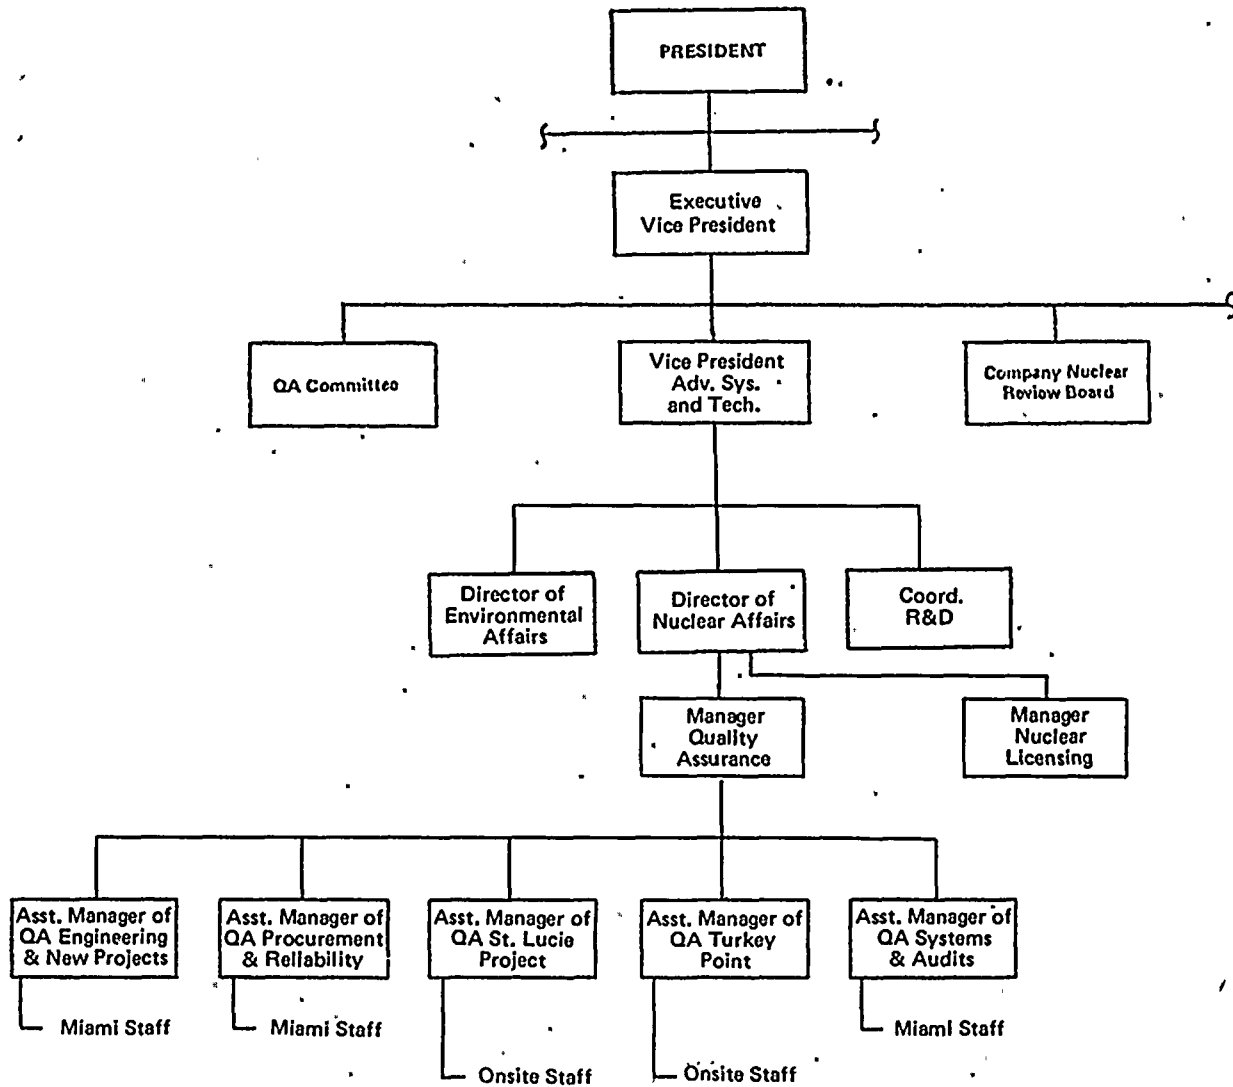 PRESIDENT
Executive
Vice President
QA Committee
Vice President
Adv. Sys.
and Tech.
Company Nuclear
Review Board
Director of
Environmental
Affairs
Director of
Nuclear Affairs
Coord.
R&D
Manager
Quality
Assurance
Manager
Nuclear
Licensing
Asst. Manager of
QA Engineering
& New Projects
Asst. Manager of
QA Procurement
& Reliability
Asst. Manager of
QA St. Lucie
Project
Asst. Manager of
QA Turkey
Point
Asst. Manager of
QA Systems
& Audits
Miami Staff
Miami Staff
Onsite Staff
Onsite Staff
Miami Staff